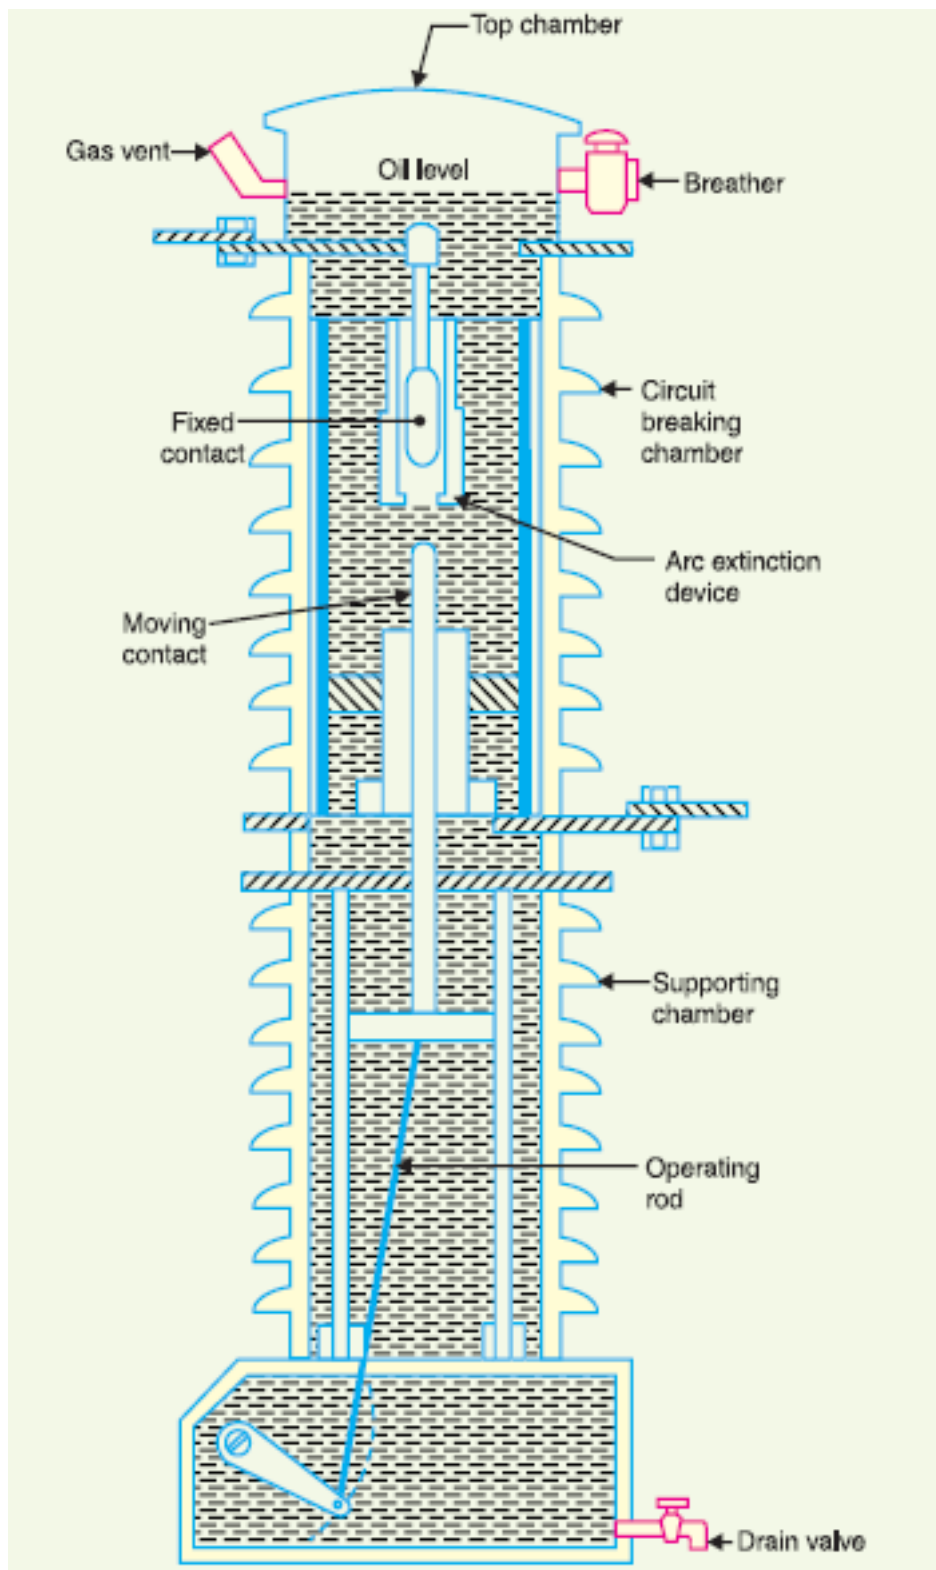 Top chamber
Gas vent
Oil level
Breather
Circuit
breaking
chamber
Fixed
contact
Arc extinction
device
Moving
contact
Supporting
chamber
Operating
rod
Drain valve